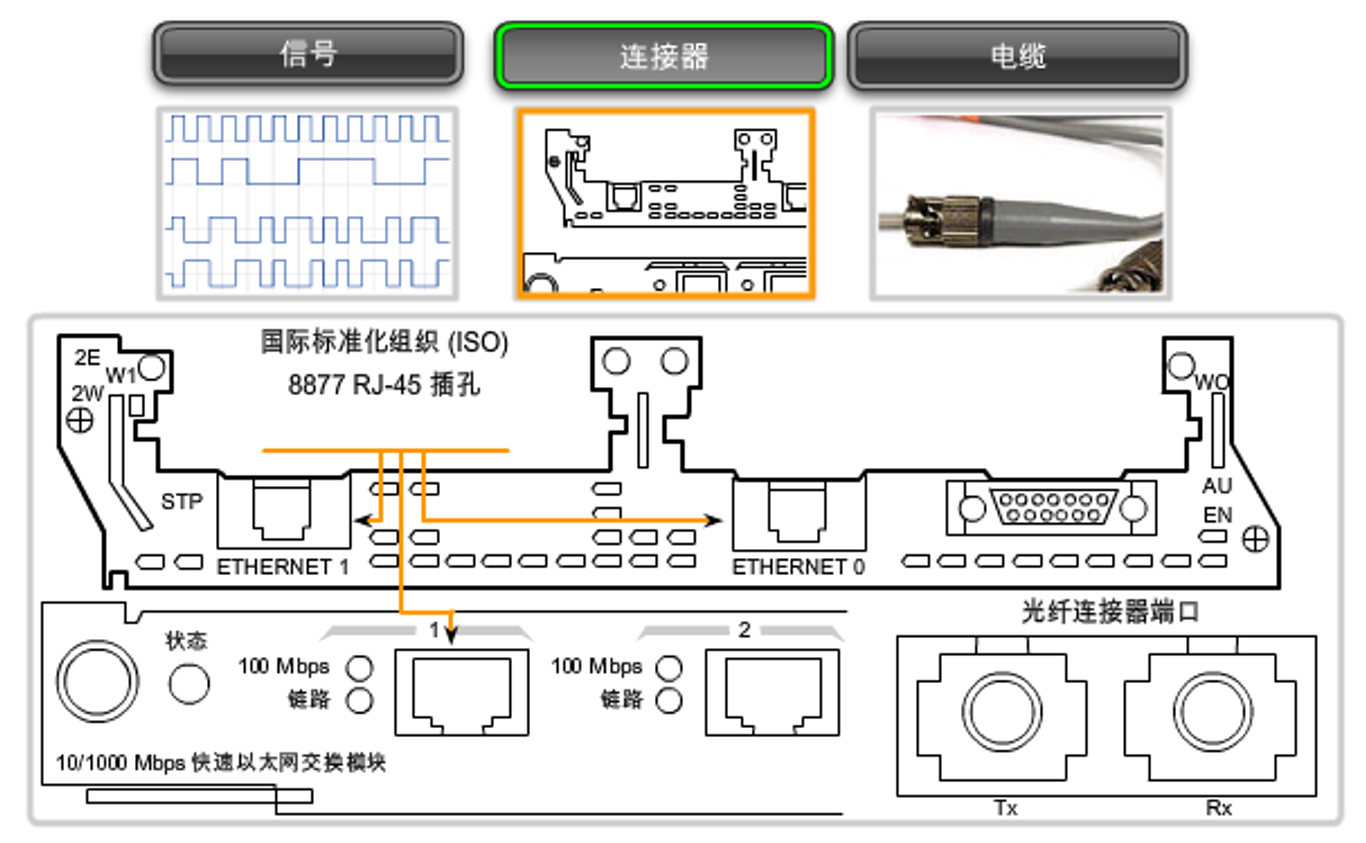 信号
连接器
电缆
国际标准化组织 (ISO)
8877 RJ-45 插孔
2E
W1
2W
WO
STP
AU
EN
ETHERNET 1
ETHERNET 0
光纤连接器端口
状态
1
2
100 Mbps
链路
100 Mbps
链路
10/1000 Mbps 快速以太网交换模块
Tx
Rx